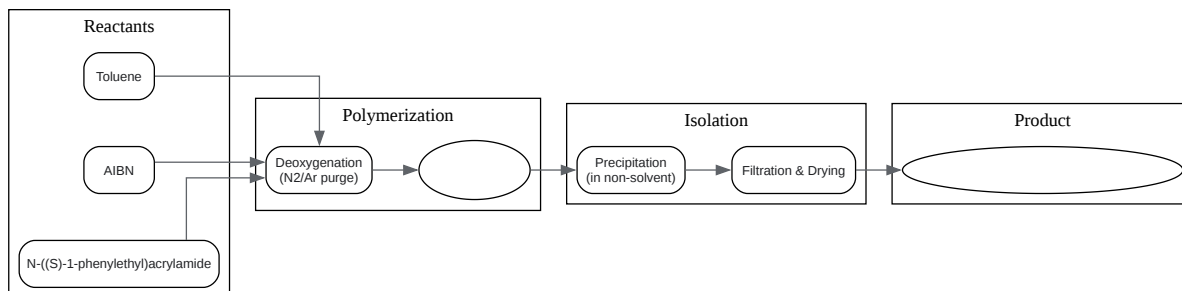 Reactants
Toluene
AIBN
N-((S)-1-phenylethyl)acrylamide
Polymerization
Deoxygenation
(N2/Ar purge)
Isolation
Precipitation
(in non-solvent)
Filtration & Drying
Product